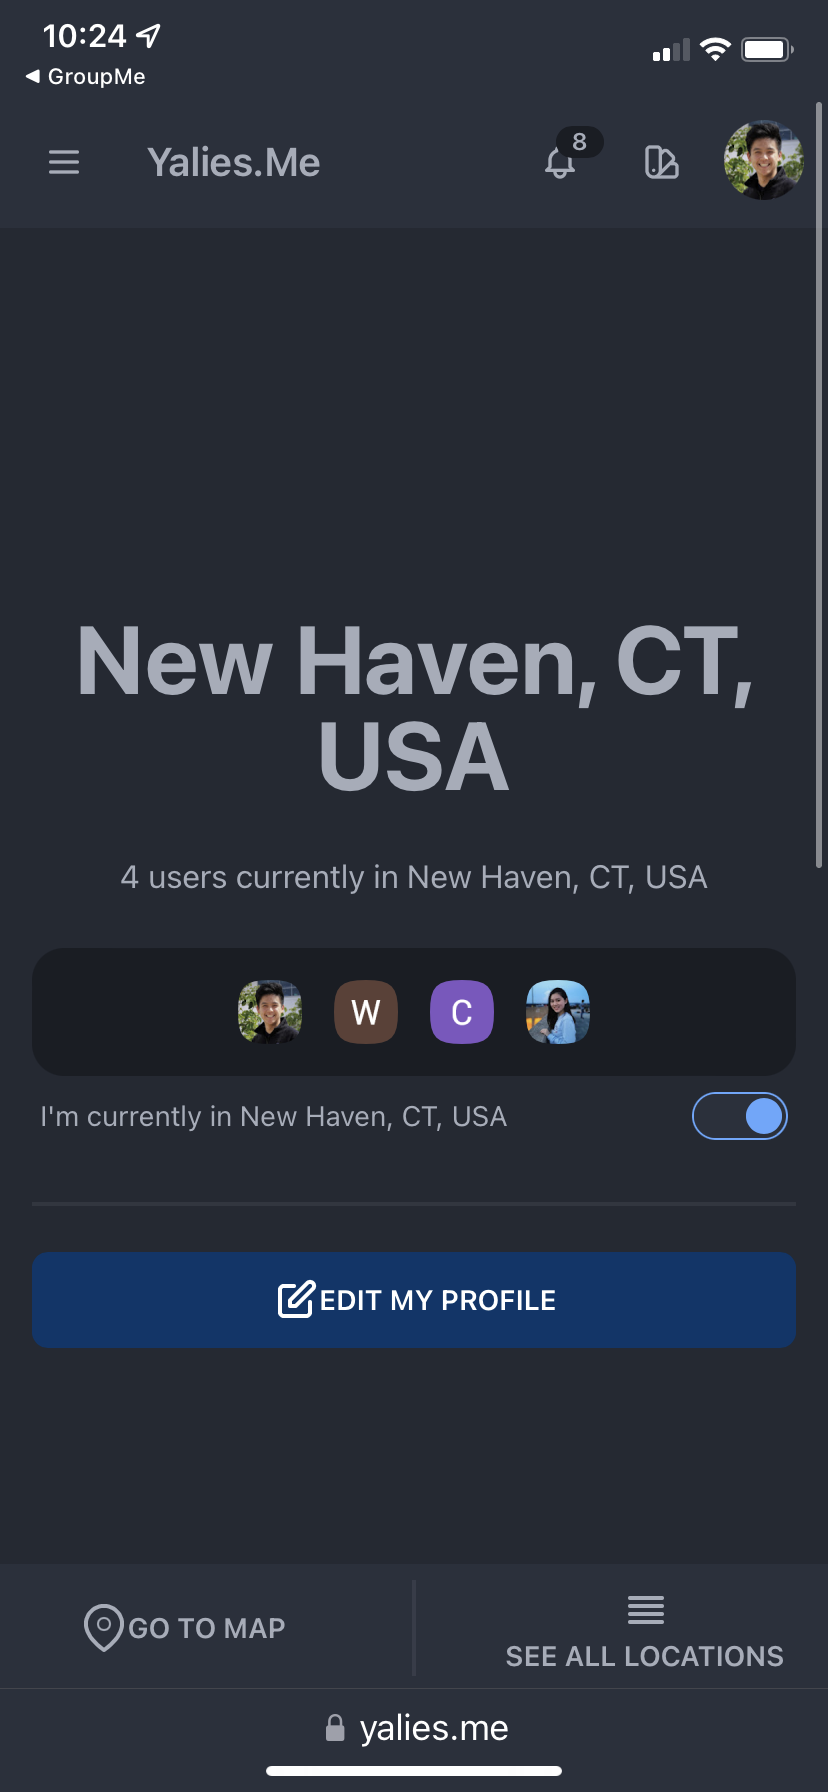 10:24
GroupMe
Yalies.Me
8
New Haven, CT,
USA
4 users currently in New Haven, CT, USA
W
C
I'm currently in New Haven, CT, USA
EDIT MY PROFILE
GO TO MAP
SEE ALL LOCATIONS
yalies.me